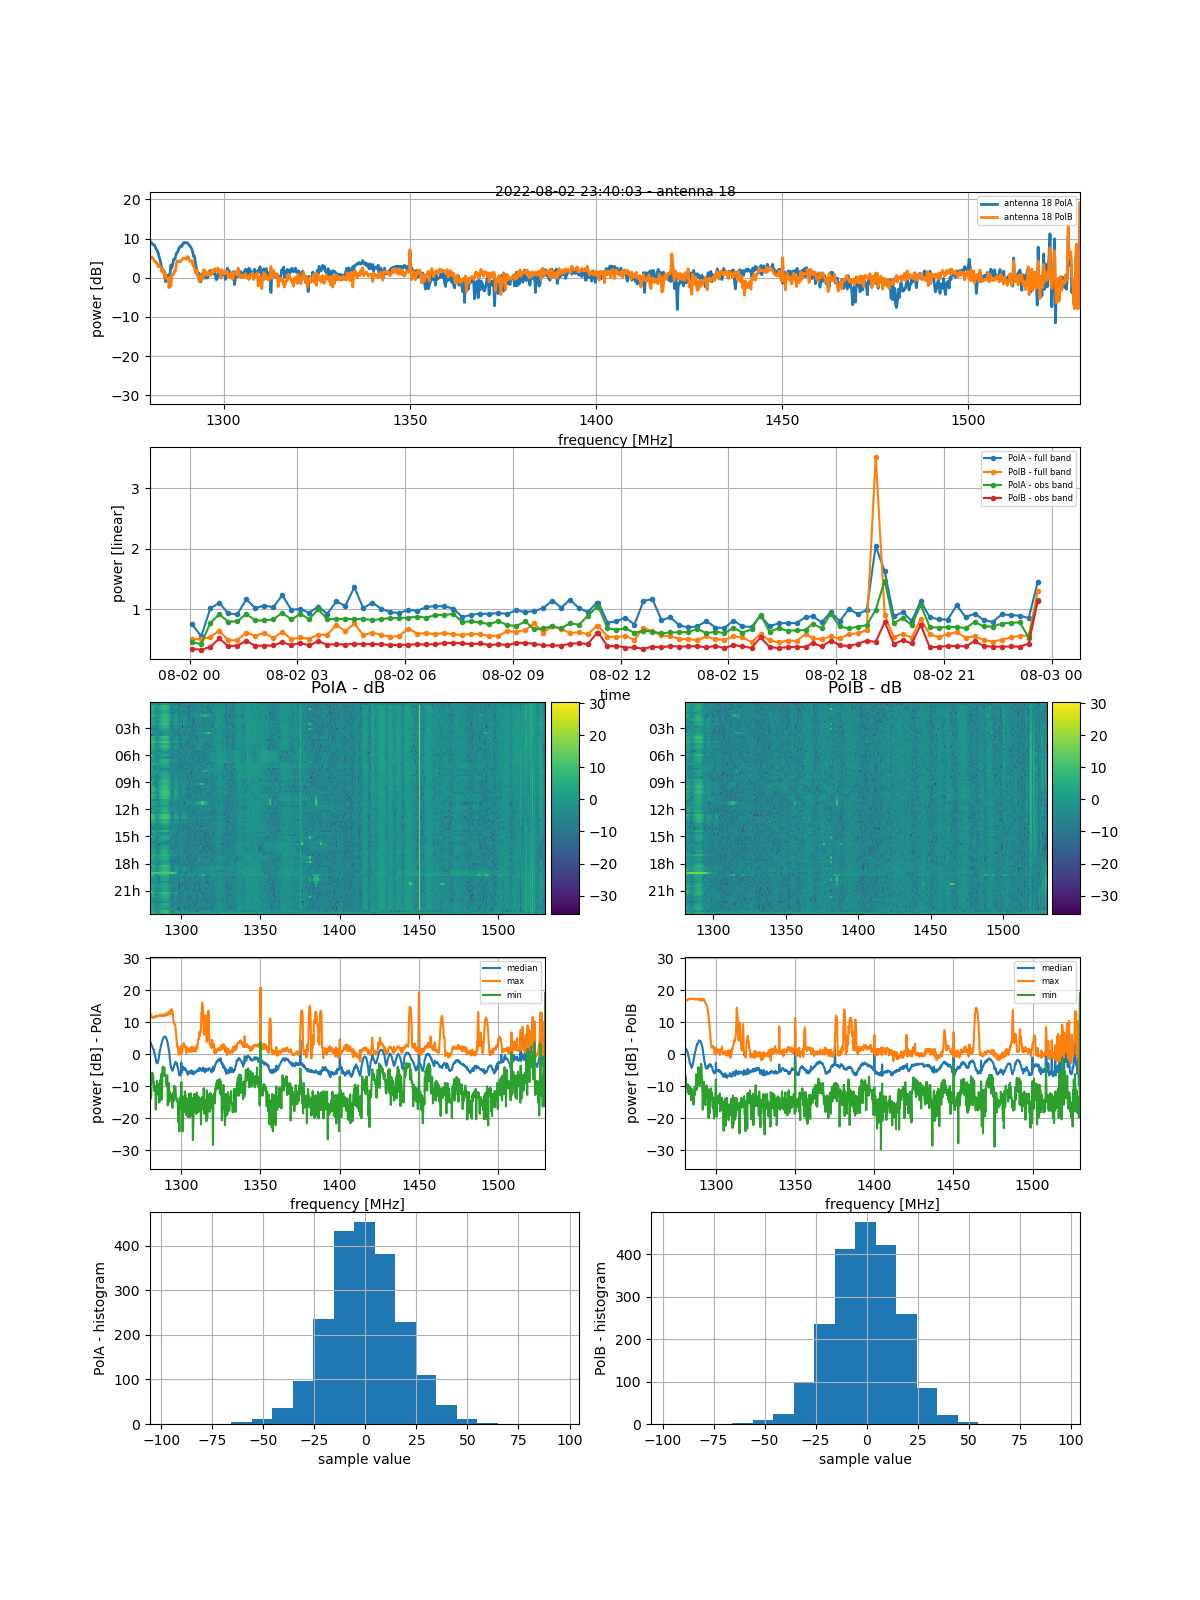 2022-08-02 23:40:03 - antenna 18
20
10
0
−10
−20
−30
power [dB]
antenna 18 PolA
antenna 18 PolB
1300 1350 1400 1450 1500
frequency [MHz]
3
2
1
power [linear]
PolA - full band
PolB - full band
PolA - obs band
PolB - obs band
08-02 00 08-02 03 08-02 06 08-02 09 08-02 12 08-02 15 08-02 18 08-02 21 08-03 00
time
PolA - dB
03h
06h
09h
12h
15h
18h
21h
1300 1350 1400 1450 1500
30
20
10
0
−10
−20
−30
PolB - dB
03h
06h
09h
12h
15h
18h
21h
1300 1350 1400 1450 1500
30
20
10
0
−10
−20
−30
30
20
10
0
−10
−20
−30
power [dB] - PolA
median
max
min
1300 1350 1400 1450 1500
frequency [MHz]
30
20
10
0
−10
−20
−30
power [dB] - PolB
median
max
min
1300 1350 1400 1450 1500
frequency [MHz]
400
300
200
100
0
PolA - histogram
−100 −75 −50 −25 0 25 50 75 100
sample value
400
300
200
100
0
PolB - histogram
−100 −75 −50 −25 0 25 50 75 100
sample value